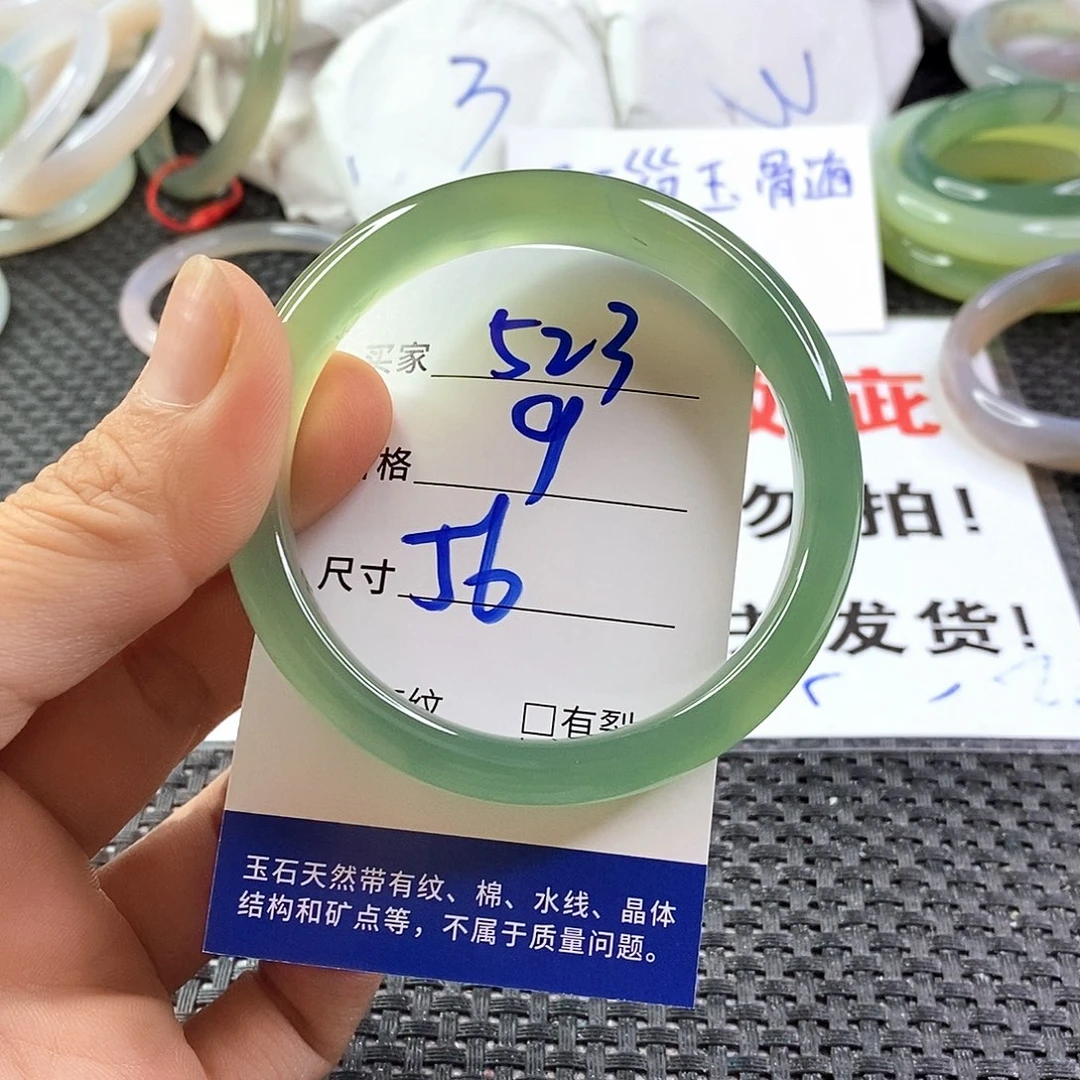 3 W
玉骨随
买家 523
格 9
尺寸 56
纹 □有裂
玉石天然带有纹、棉、水线、晶体
结构和矿点等，不属于质量问题。
勿拍！
发货！